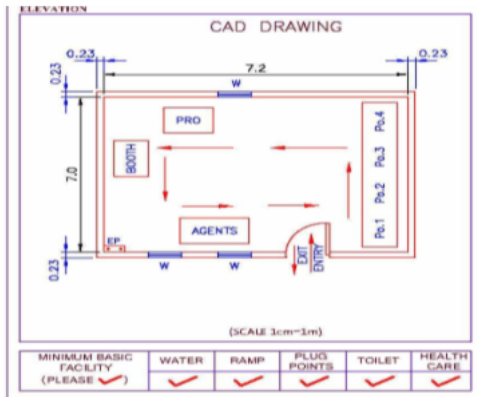 ELEVATION
CAD DRAWING
0.23
0.23
7.2
0.23
W
PRO
BOOTH
Po.4
Po.3
Po.2
Po.1
7.0
AGENTS
EP
EXIT
ENTRY
0.23
W
W
(SCALE 1cm=1m)
MINIMUM BASIC
FACILITY
(PLEASE ✓)
WATER
RAMP
PLUG
POINTS
TOILET
HEALTH
CARE